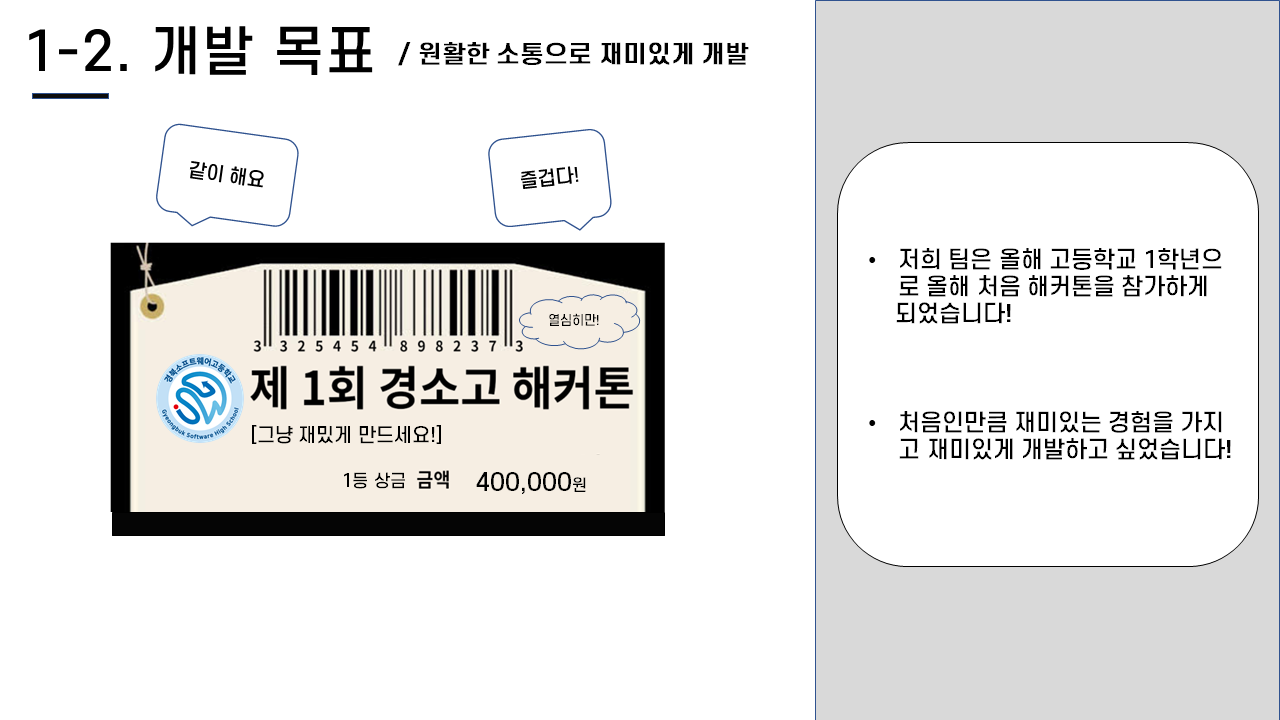 1-2. 개발 목표 / 원활한 소통으로 재미있게 개발
같이 해요
즐겁다!
3 325454 898237 3
열심히만!
경북소프트웨어고등학교
Gyeongbuk Software High School
제 1회 경소고 해커톤
[그냥 재밌게 만드세요!]
1등 상금 금액 400,000원
• 저희 팀은 올해 고등학교 1학년으
로 올해 처음 해커톤을 참가하게
되었습니다!
• 처음인만큼 재미있는 경험을 가지
고 재미있게 개발하고 싶었습니다!